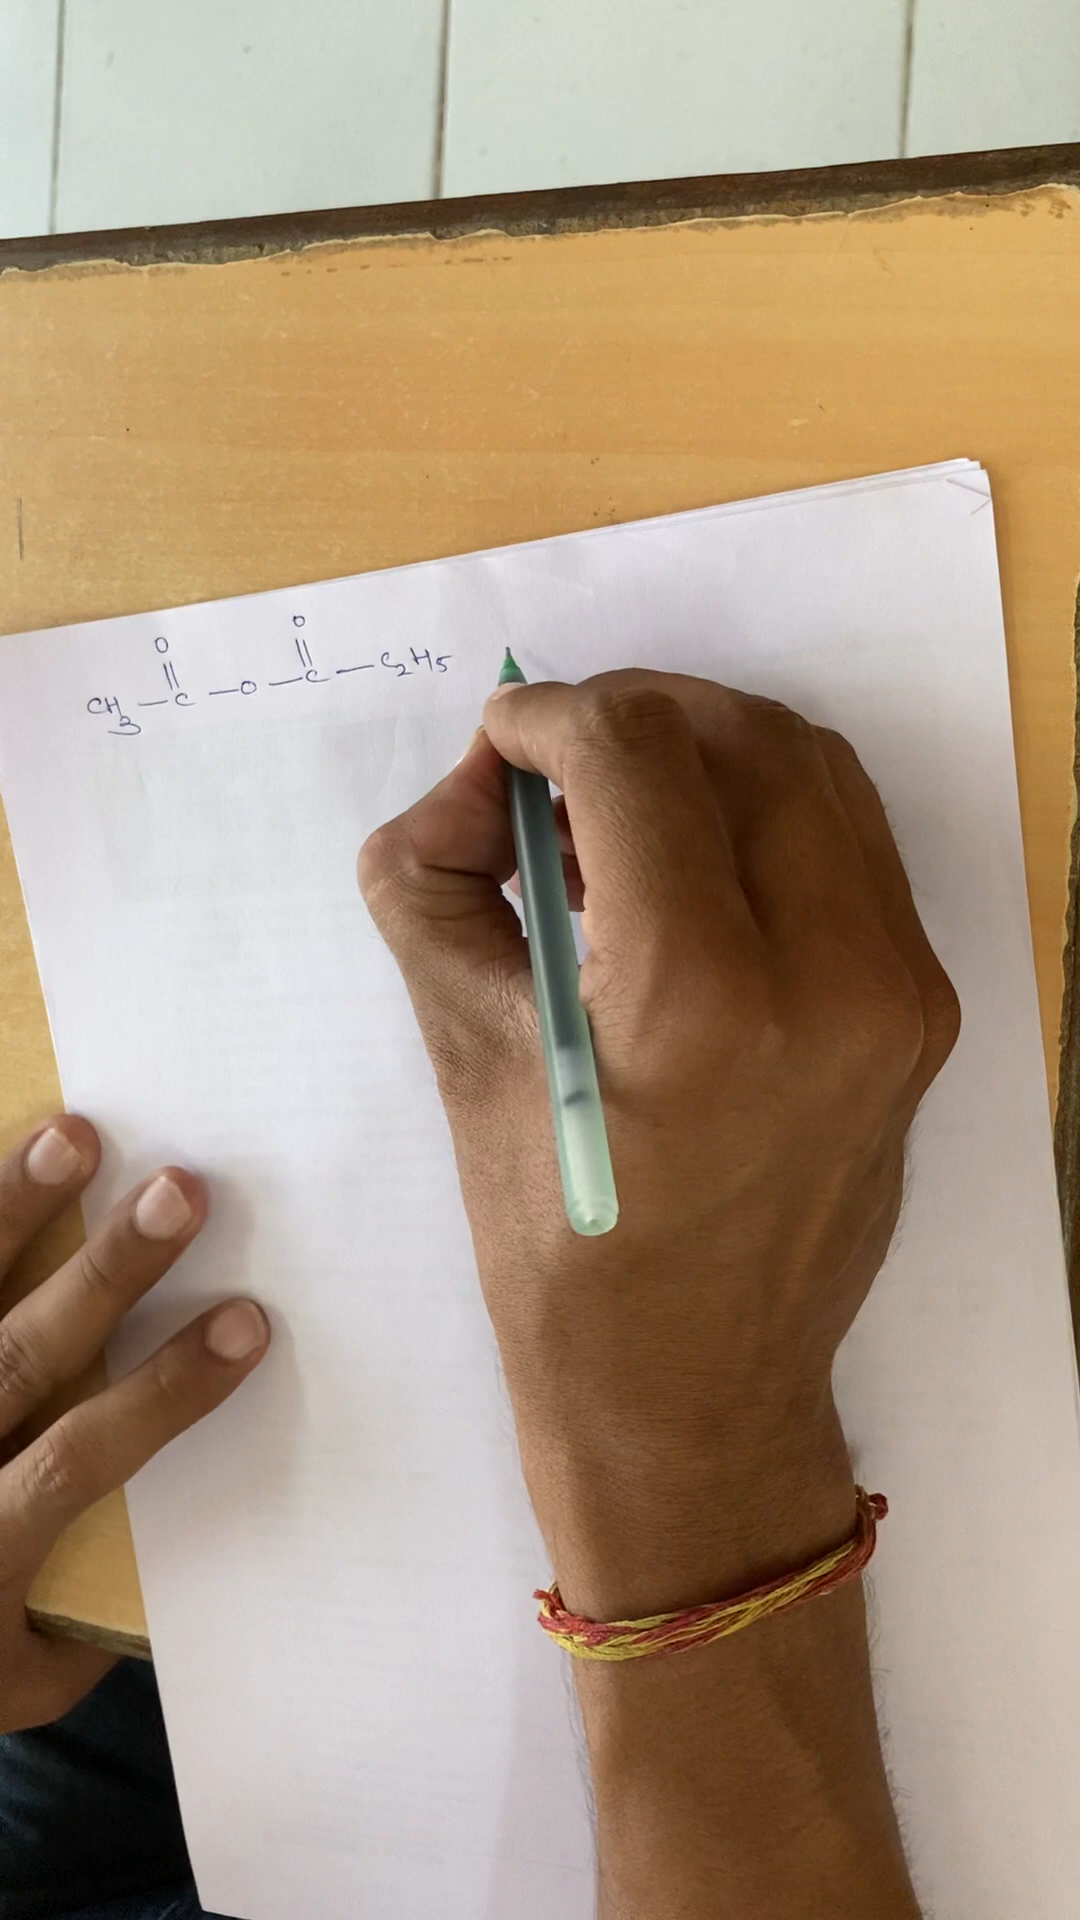 O O
|| ||
CH3 — C — O — C — C2H5